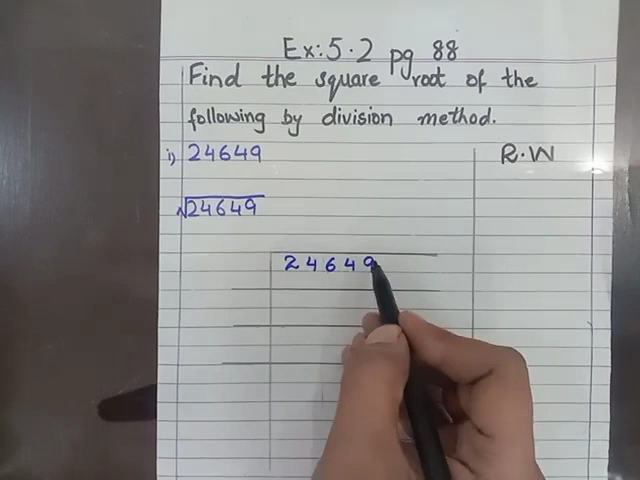 Ex: 5.2 pg 88
Find the square root of the
following by division method.
i) 24649
R.W
√24649
24649